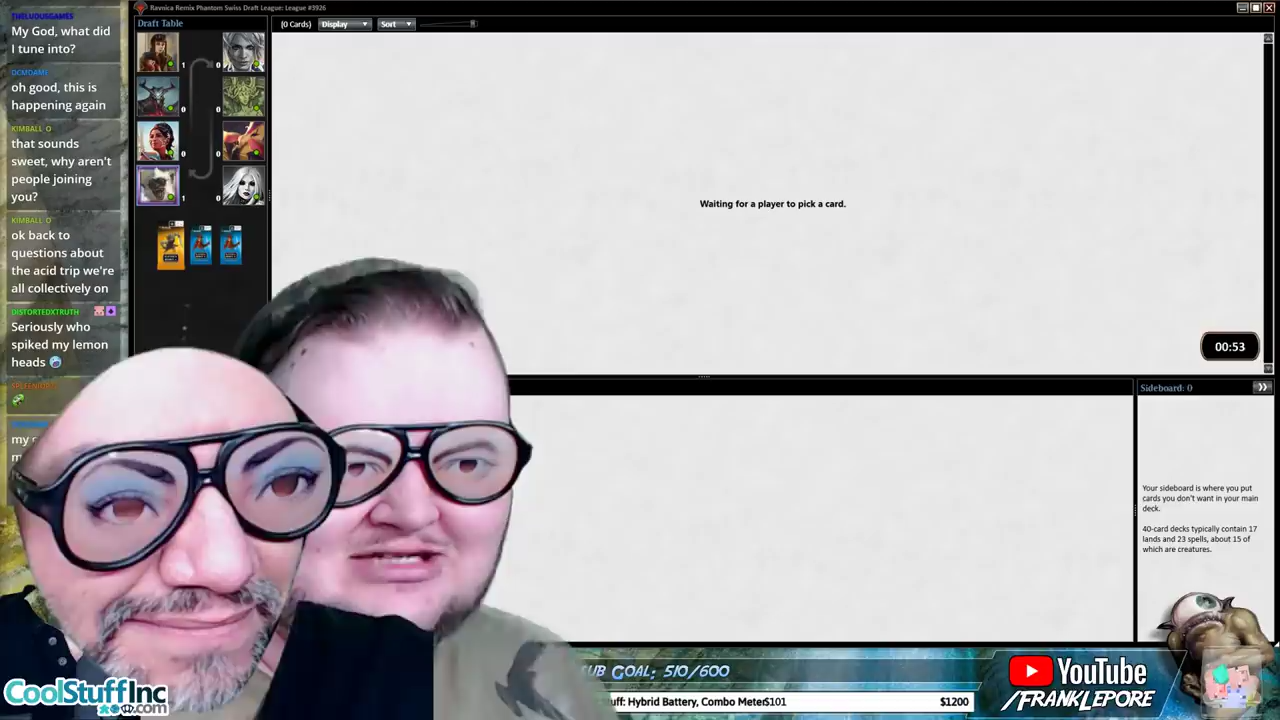 Ravnica Remix Phantom Swiss Draft League: League #3926
Draft Table
(0 Cards) Display Sort
THELUOUSGAMES
My God, what did
I tune into?
DCMDAME
oh good, this is
happening again
KIMBALL_O
that sounds
sweet, why aren't
people joining
you?
KIMBALL_O
ok back to
questions about
the acid trip we're
all collectively on
DISTORTEDXTRUTH
Seriously who
spiked my lemon
heads
my
1 0
0 0
0 0
1 0
Waiting for a player to pick a card.
00:53
Sideboard: 0
Your sideboard is where you put
cards you don't want in your main
deck.
40-card decks typically contain 17
lands and 23 spells, about 15 of
which are creatures.
CoolStuffInc
.com
SUB GOAL: 510/600
uff: Hybrid Battery, Combo Meter $101 $1200
YouTube
/FRANKLEPORE